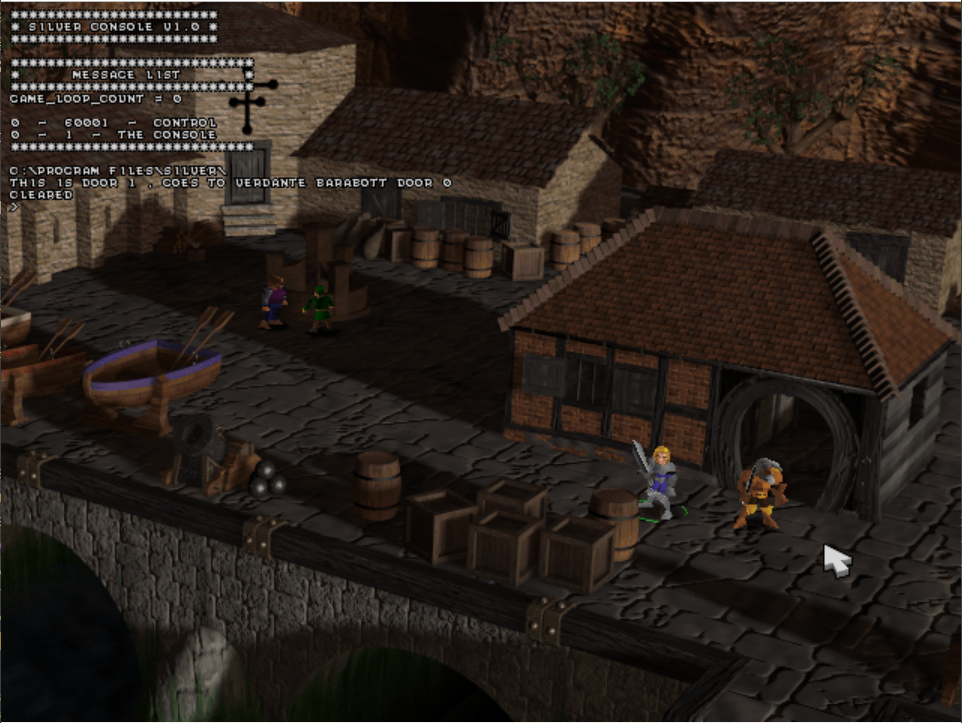 ******************
* SILVER CONSOLE V1.0 *
******************
*********************
* MESSAGE LIST *
*********************
GAME_LOOP_COUNT = 0
0 - 60001 - CONTROL
0 - 1 - THE CONSOLE
*********************
C:\PROGRAM FILES\SILVER\
THIS IS DOOR 1 , GOES TO VERDANTE BARABOTT DOOR 0
CLEARED
>